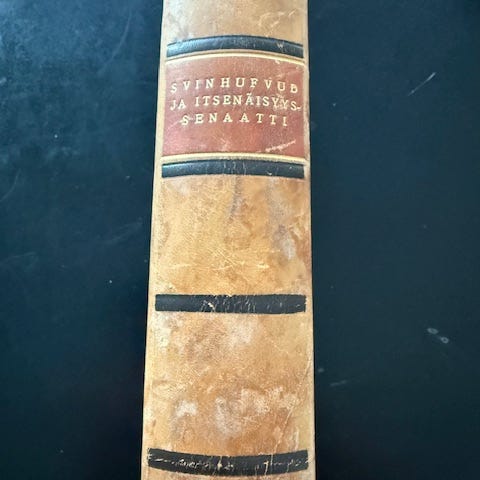 SVINHUFVUD
JA ITSENÄISYYS-
SENAATTI